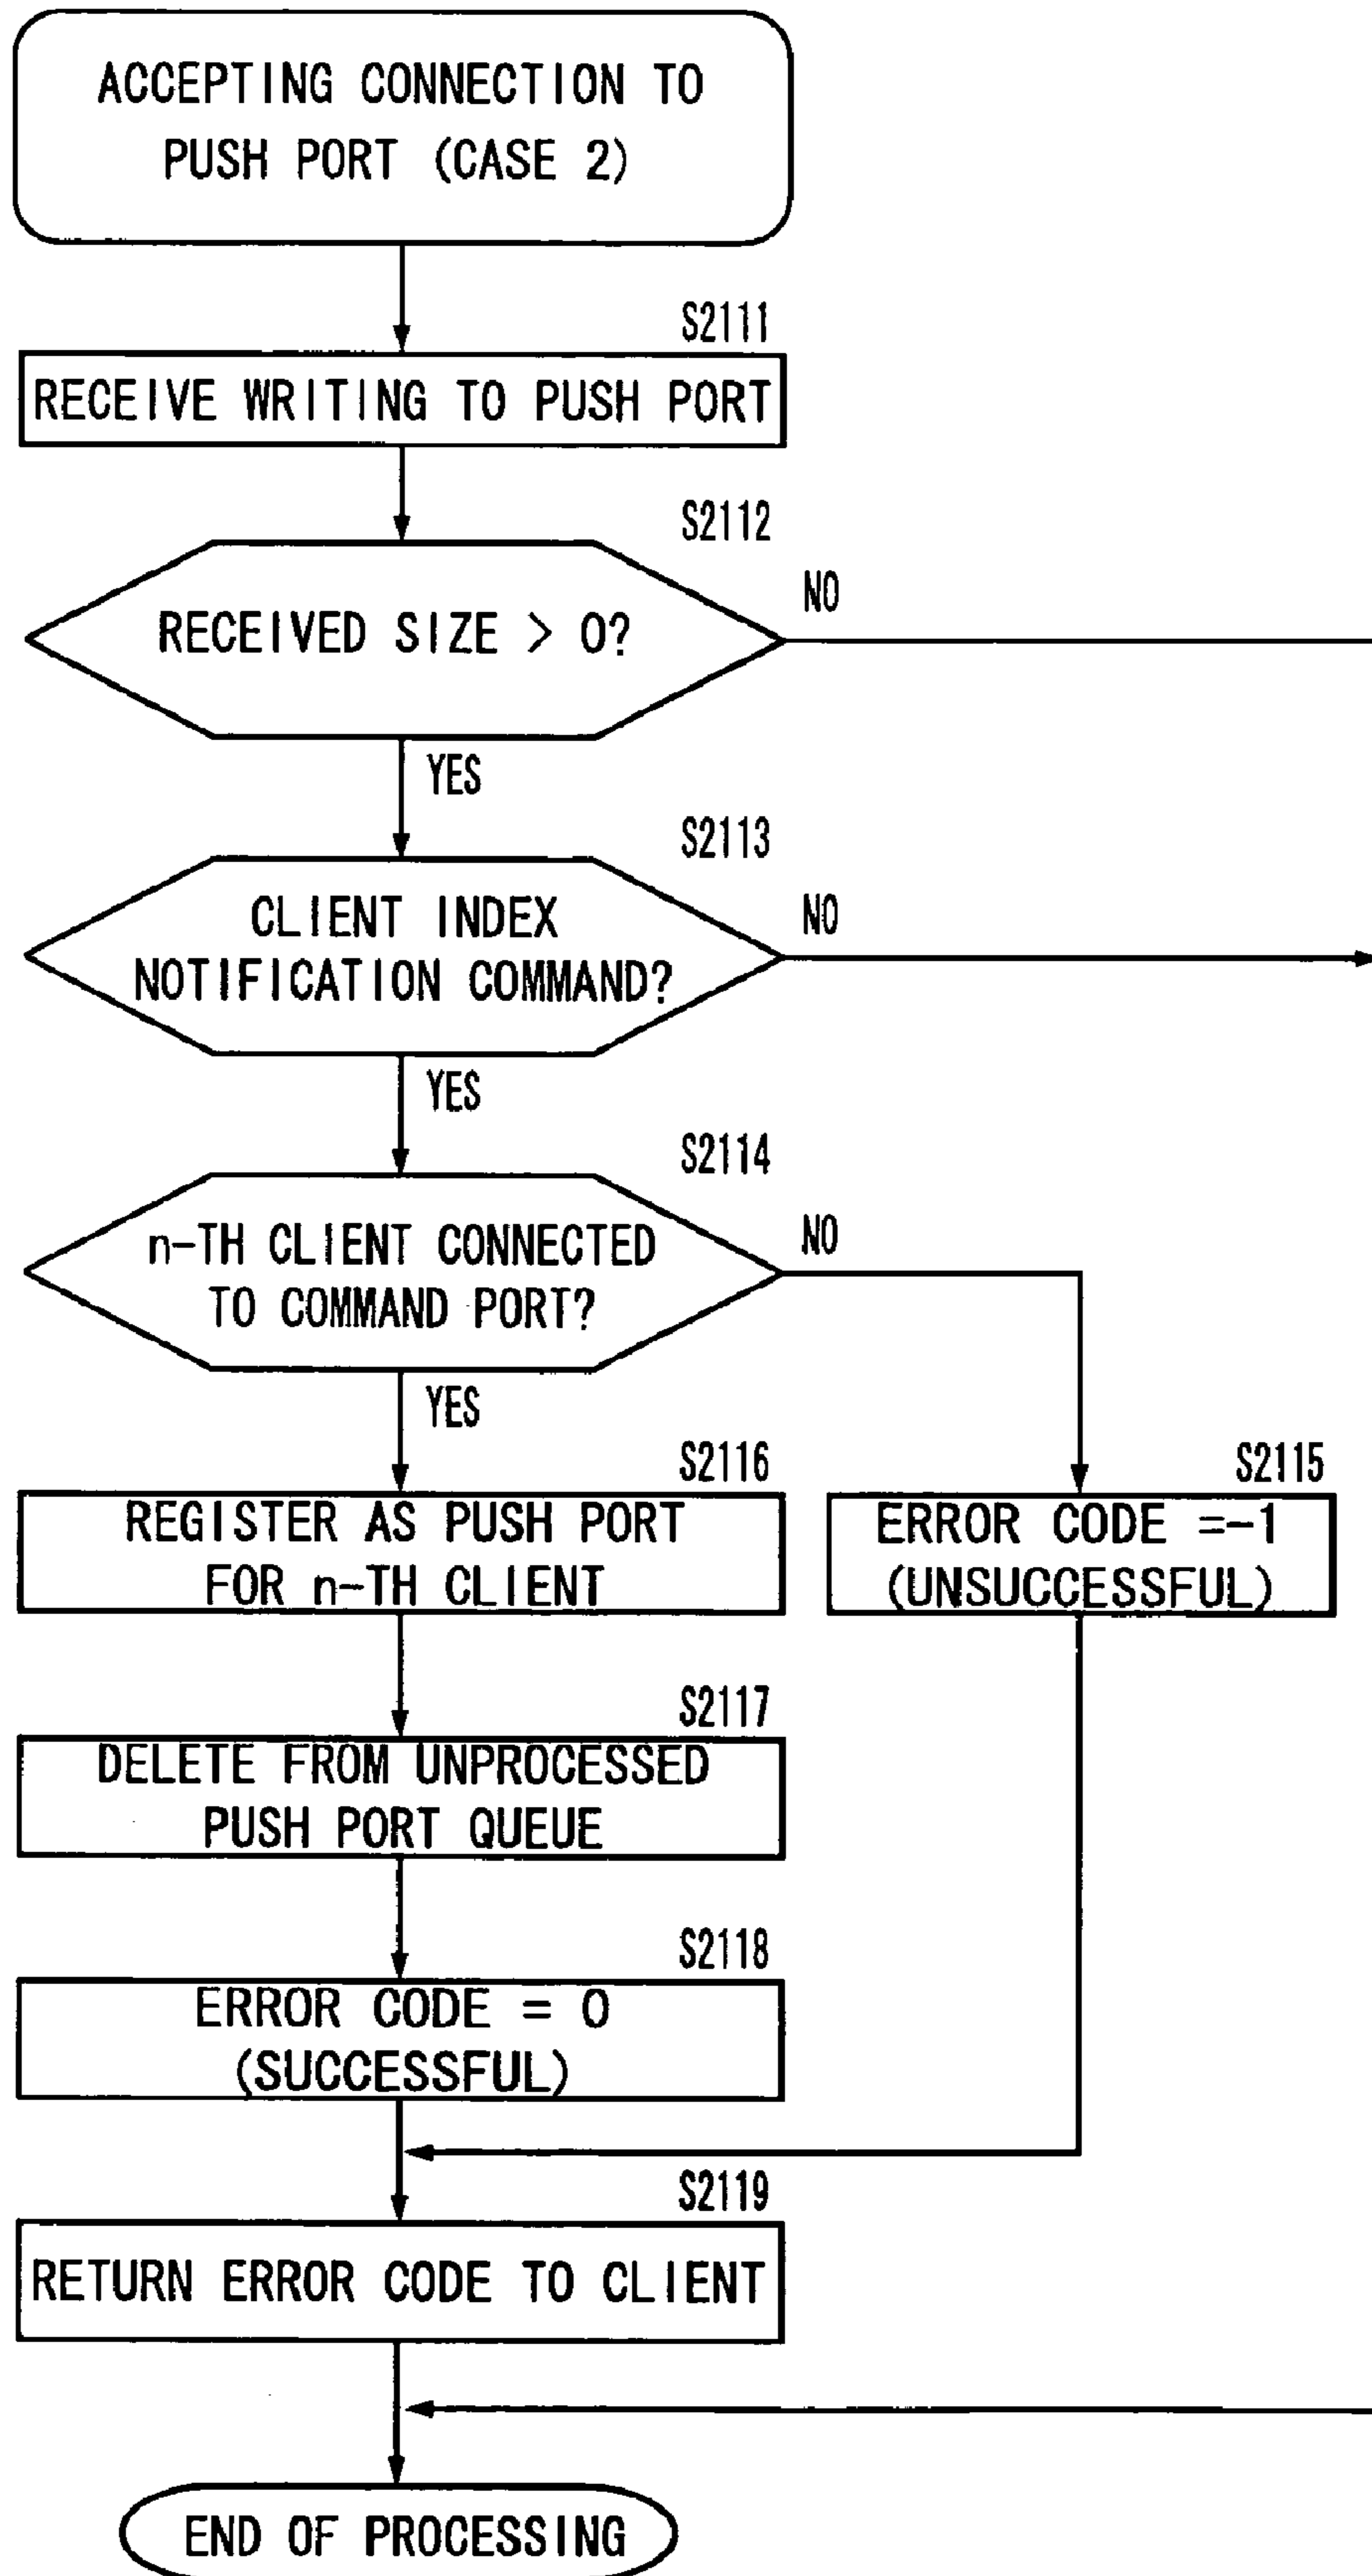 ACCEPTING CONNECTION TO
PUSH PORT (CASE 2)
S2111
RECEIVE WRITING TO PUSH PORT
S2112
RECEIVED SIZE > 0?
NO
YES
S2113
CLIENT INDEX
NOTIFICATION COMMAND?
NO
YES
S2114
n-TH CLIENT CONNECTED
TO COMMAND PORT?
NO
YES
S2116
REGISTER AS PUSH PORT
FOR n-TH CLIENT
S2115
ERROR CODE =-1
(UNSUCCESSFUL)
S2117
DELETE FROM UNPROCESSED
PUSH PORT QUEUE
S2118
ERROR CODE = 0
(SUCCESSFUL)
S2119
RETURN ERROR CODE TO CLIENT
END OF PROCESSING